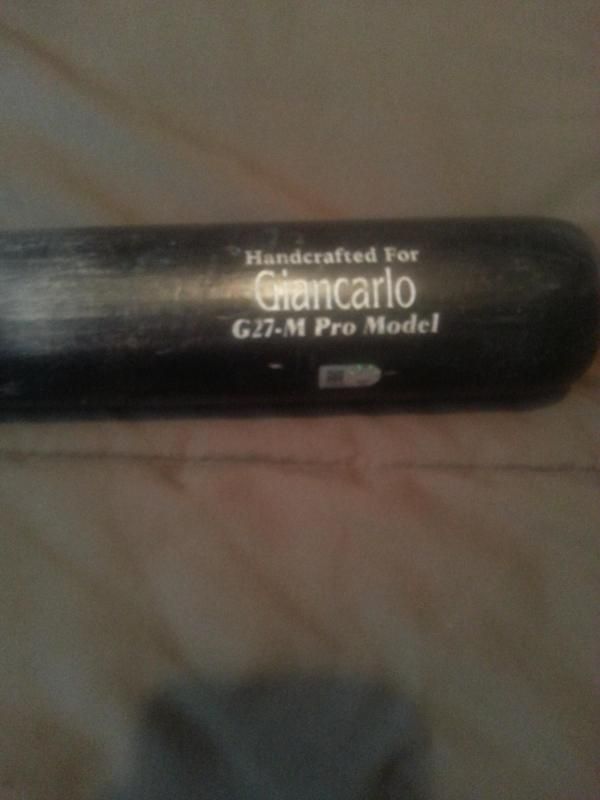 Handcrafted For
Giancarlo
G27-M Pro Model